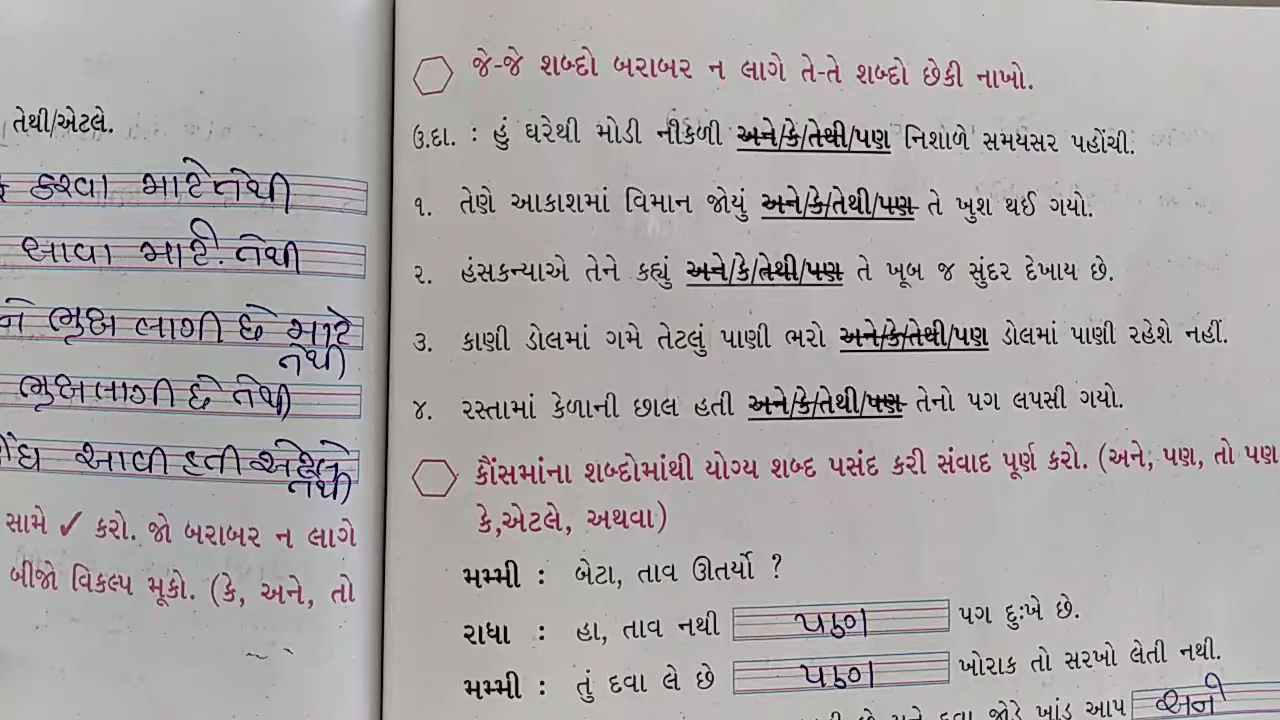 તેથી/એટલે.
કરવા માટે તેથી
ખાવા માટે. તેથી
ને ભુખ લાગી છે માટે
તેથી
ભુખ લાગી છે તેથી
આવી હતી એટલે
તેથી
સામે ✓ કરો. જો બરાબર ન લાગે
બીજો વિકલ્પ મૂકો. (કે, અને, તો
જે-જે શબ્દો બરાબર ન લાગે તે-તે શબ્દો છેકી નાખો.
ઉદા. : હું ઘરેથી મોડી નીકળી અને/કે/તેથી/પણ નિશાળે સમયસર પહોંચી.
૧. તેણે આકાશમાં વિમાન જોયું અને/કે/તેથી/પણ તે ખુશ થઈ ગયો.
૨. હંસકન્યાએ તેને કહ્યું અને/કે/તેથી/પણ તે ખૂબ જ સુંદર દેખાય છે.
૩. કાણી ડોલમાં ગમે તેટલું પાણી ભરો અને/કે/તેથી/પણ ડોલમાં પાણી રહેશે નહીં.
૪. રસ્તામાં કેળાની છાલ હતી અને/કે/તેથી/પણ તેનો પગ લપસી ગયો.
કૌંસમાંના શબ્દોમાંથી યોગ્ય શબ્દ પસંદ કરી સંવાદ પૂર્ણ કરો. (અને, પણ, તો પણ
કે,એટલે, અથવા)
મમ્મી : બેટા, તાવ ઊતર્યો ?
રાધા : હા, તાવ નથી પણ પગ દુઃખે છે.
મમ્મી : તું દવા લે છે પણ ખોરાક તો સરખો લેતી નથી.
છે મને દવા જોડે ખાંડ આપ અને